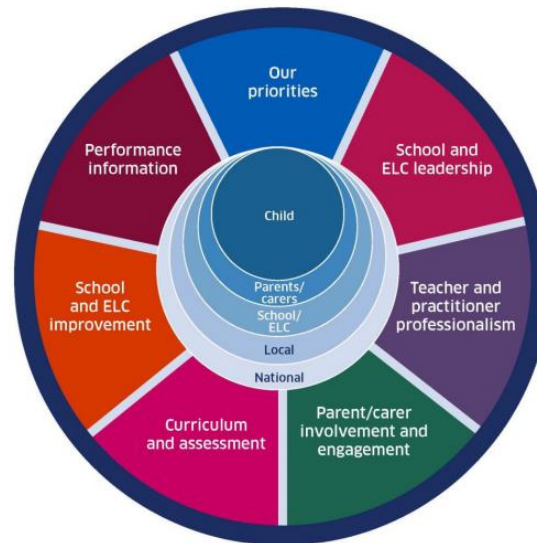 Our
priorities
School and
ELC leadership
Teacher and
practitioner
professionalism
Parent/carer
involvement and
engagement
Curriculum
and assessment
School
and ELC
improvement
Performance
information
Child
Parents/
carers
School/
ELC
Local
National